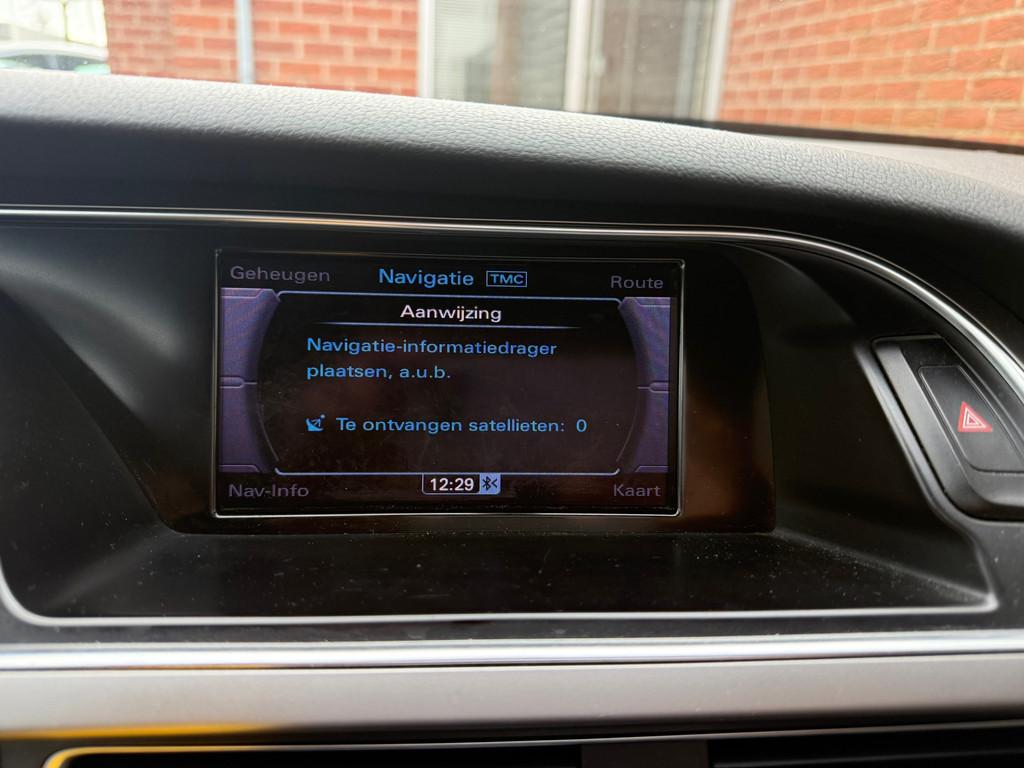 Geheugen Navigatie TMC Route
Aanwijzing
Navigatie-informatiedrager
plaatsen, a.u.b.
Te ontvangen satellieten: 0
Nav-Info 12:29 Kaart